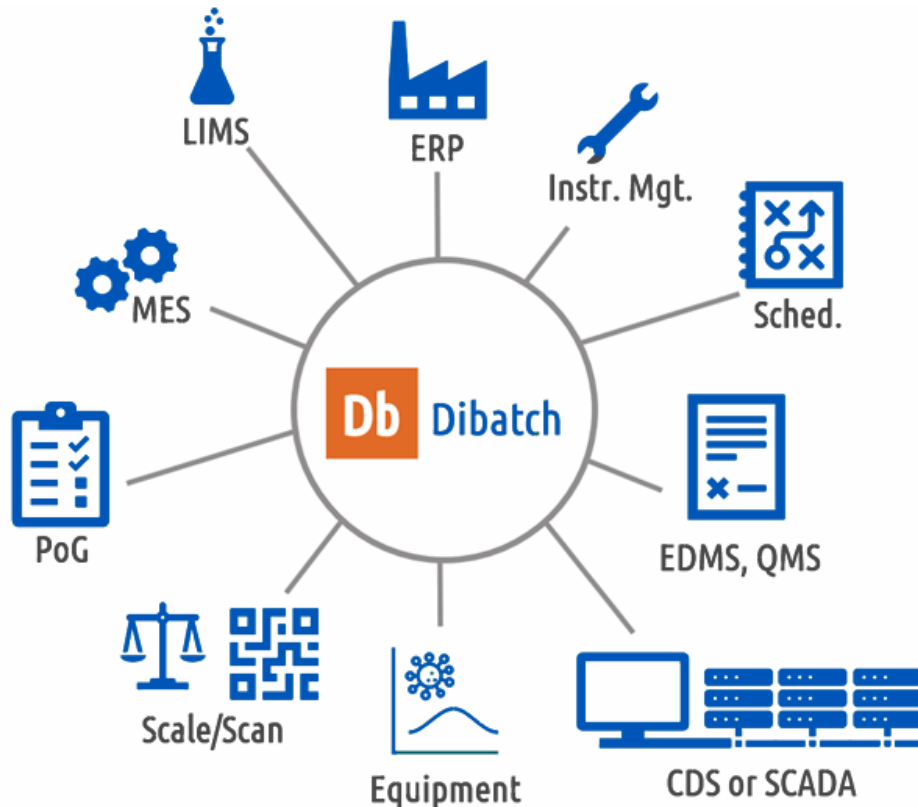 LIMS
ERP
Instr. Mgt.
Sched.
MES
Db Dibatch
PoG
EDMS, QMS
Scale/Scan
Equipment
CDS or SCADA